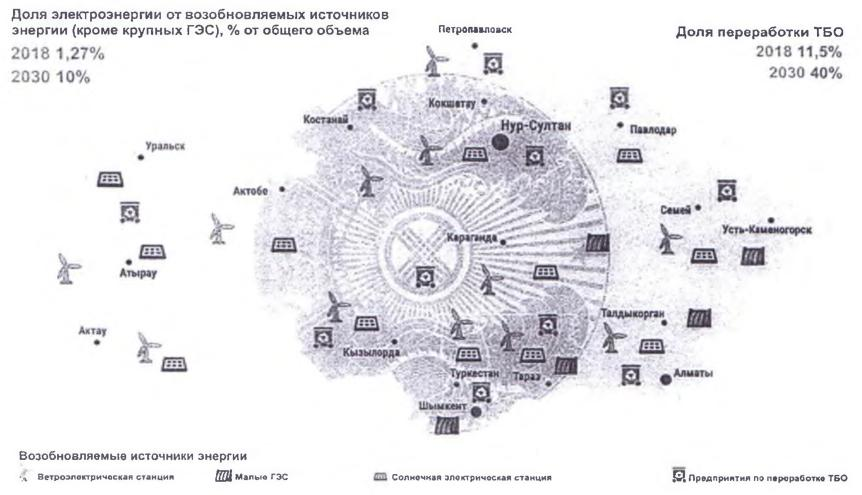 Доля электроэнергии от возобновляемых источников
энергии (кроме крупных ГЭС), % от общего объема
2018 1,27%
2030 10%
Доля переработки ТБО
2018 11,5%
2030 40%
Петропавловск
Кокшетау
Костанай
Нур-Султан
Павлодар
Уральск
Актобе
Семей
Усть-Каменогорск
Караганда
Атырау
Актау
Кызылорда
Талдыкорган
Туркестан
Тараз
Алматы
Шымкент
Возобновляемые источники энергии
Ветроэлектрическая станция
Малые ГЭС
Солнечная электрическая станция
Предприятия по переработке ТБО